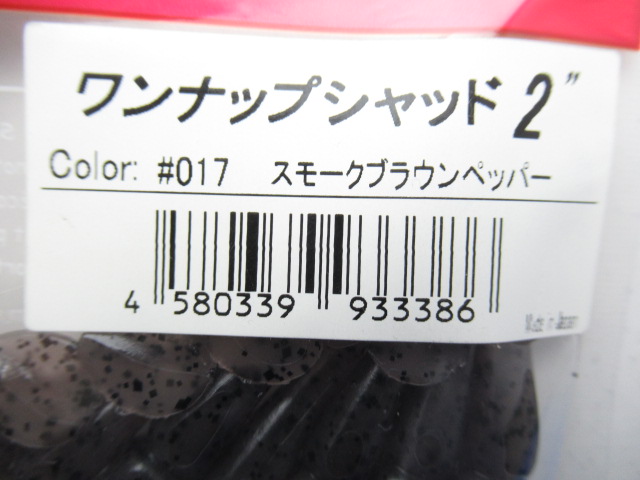 ワンナップシャッド 2"
Color: #017 スモークブラウンペッパー
4 580339 933386
Made in Japan